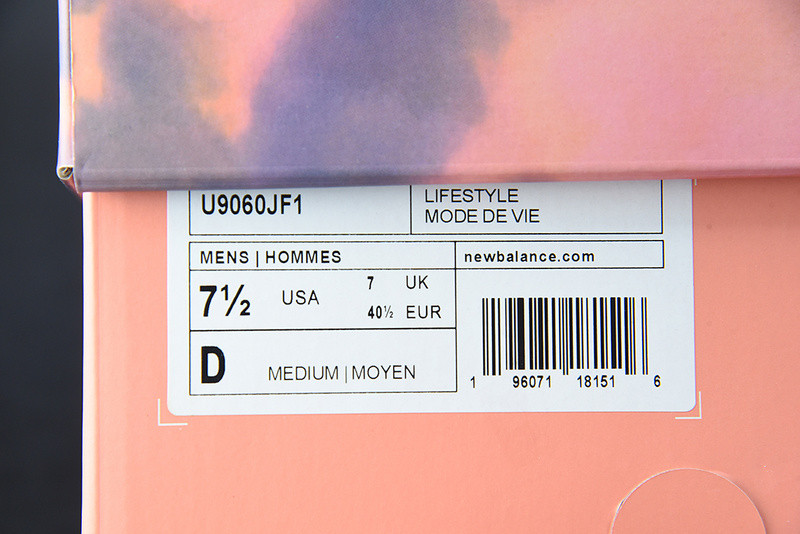 U9060JF1
LIFESTYLE
MODE DE VIE
MENS | HOMMES
newbalance.com
7½ USA
7 UK
40½ EUR
D MEDIUM | MOYEN
1 96071 18151 6